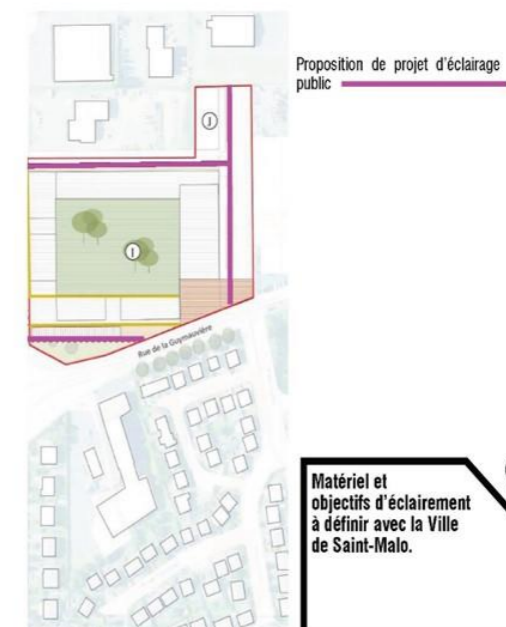 Proposition de projet d'éclairage
public
J
I
Rue de la Guymauvière
Matériel et
objectifs d'éclairement
à définir avec la Ville
de Saint-Malo.